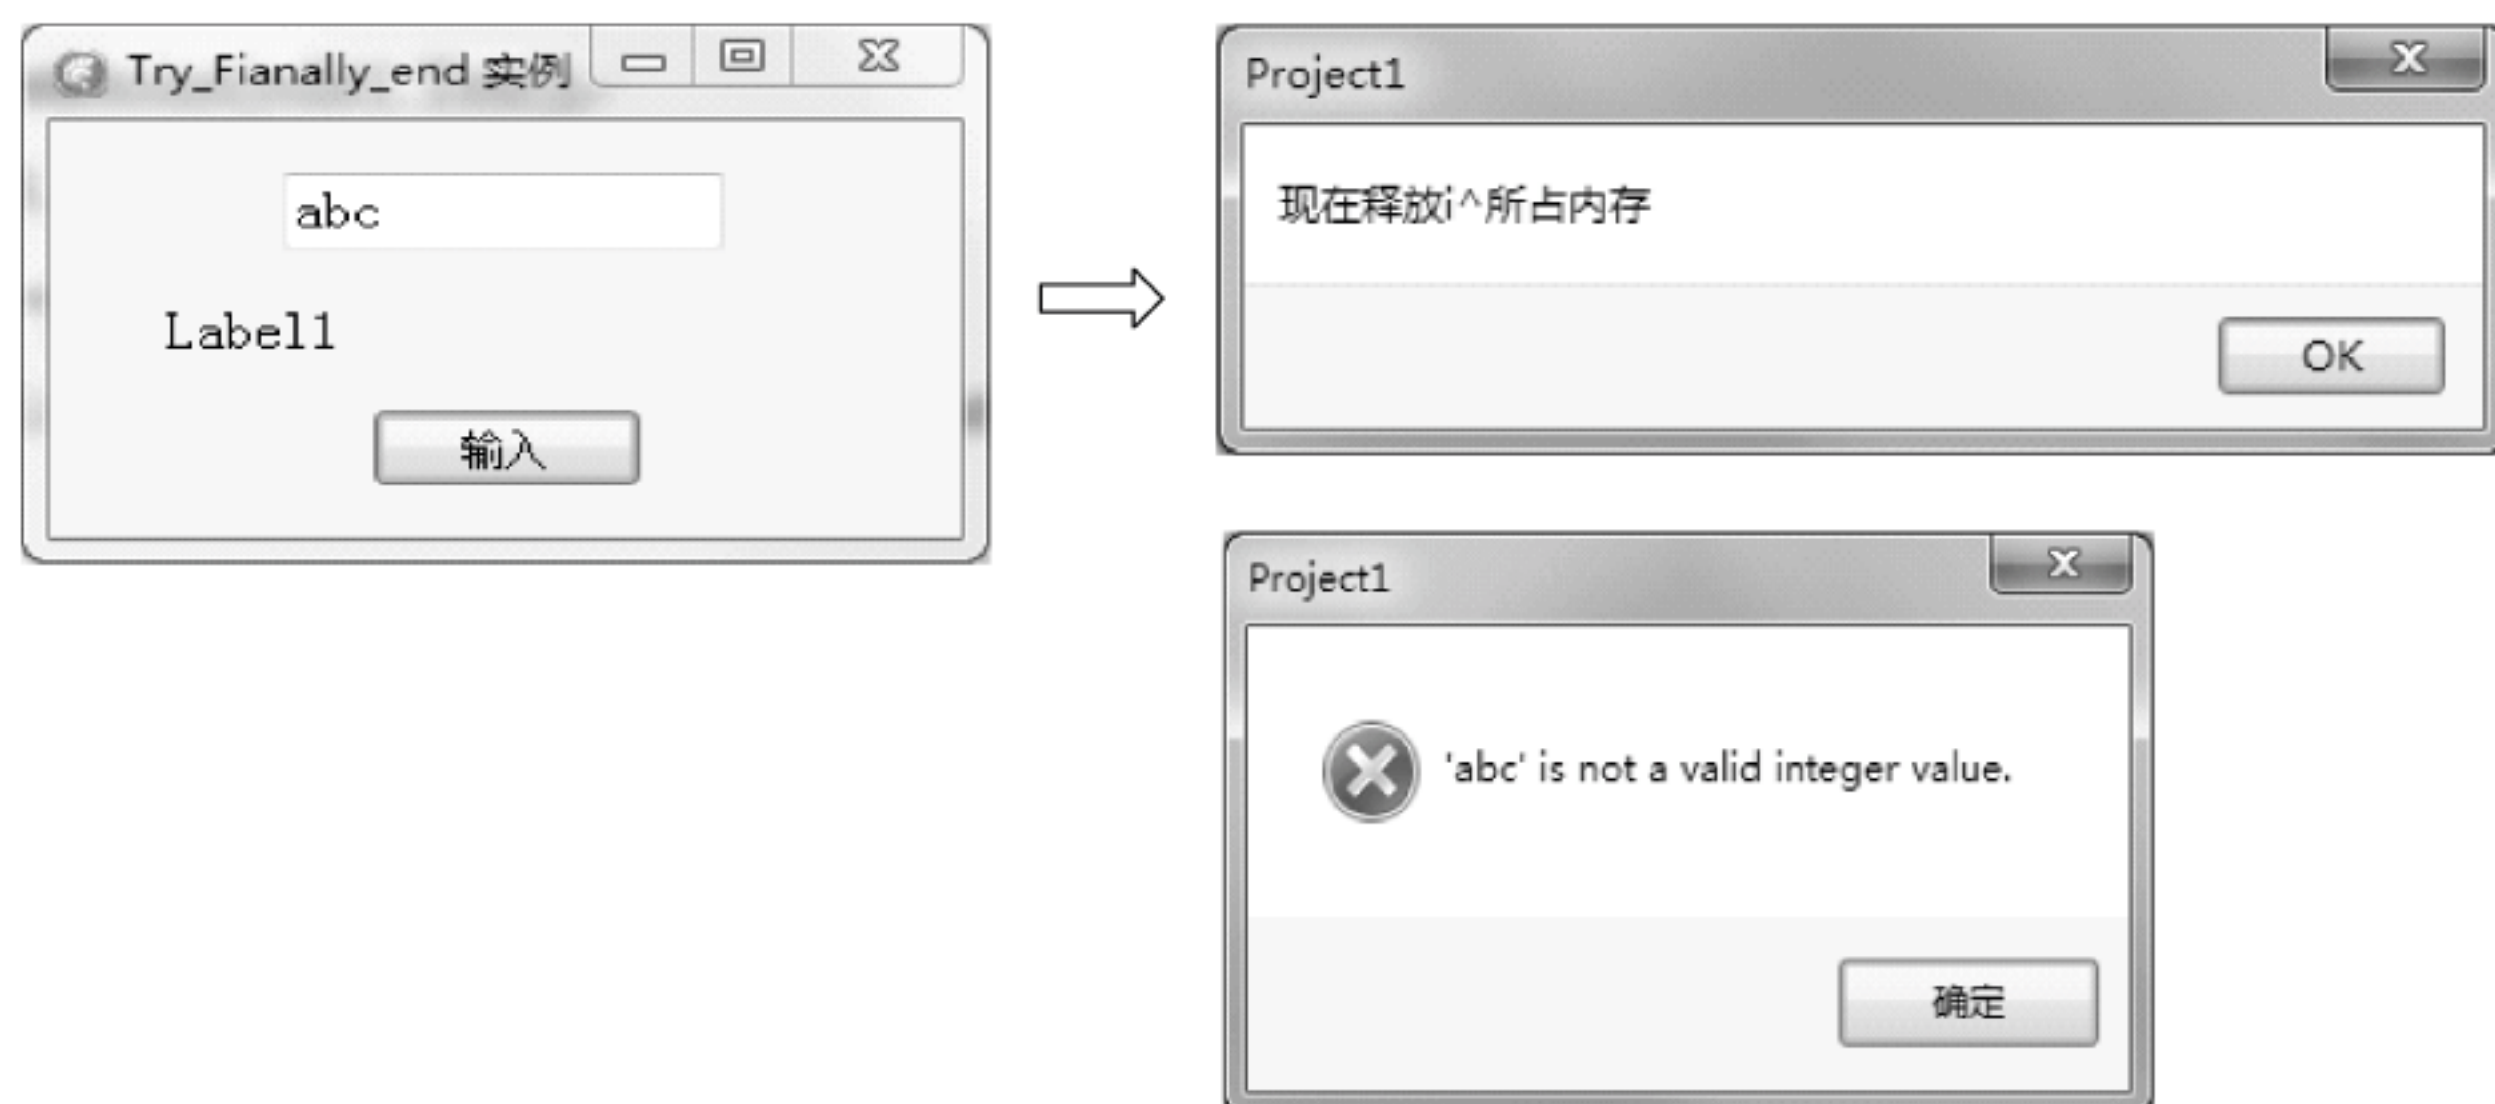 Try_Fianally_end 实例
abc
Label1
输入
Project1
现在释放i^所占内存
OK
Project1
'abc' is not a valid integer value.
确定